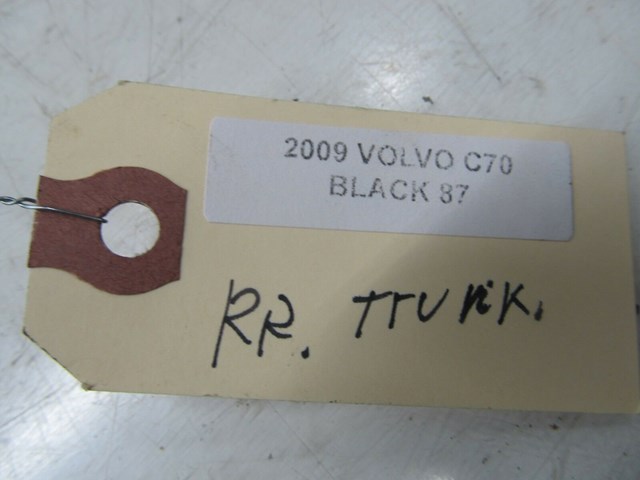 2009 VOLVO C70
BLACK 87
RR. TrUnK.